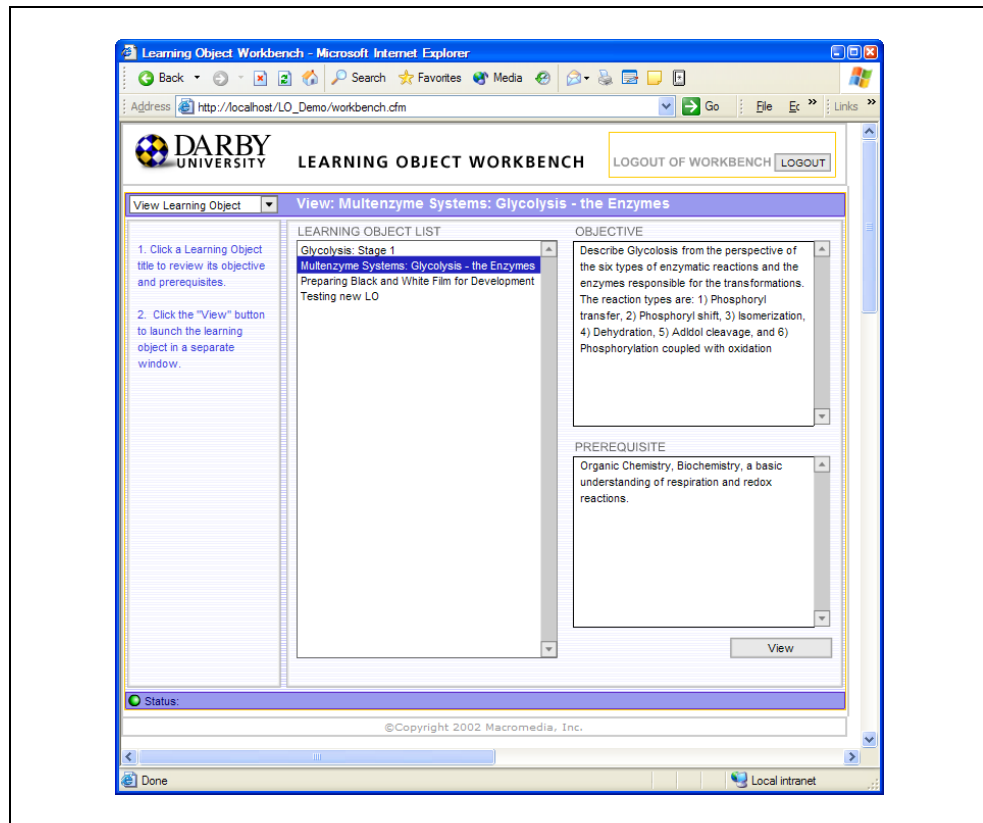 Learning Object Workbench - Microsoft Internet Explorer
Back Search Favorites Media
Address http://localhost/LO_Demo/workbench.cfm Go File Ec » Links »
DARBY
UNIVERSITY
LEARNING OBJECT WORKBENCH
LOGOUT OF WORKBENCH LOGOUT
View Learning Object
View: Multenzyme Systems: Glycolysis - the Enzymes
1. Click a Learning Object
title to review its objective
and prerequisites.
2. Click the "View" button
to launch the learning
object in a separate
window.
LEARNING OBJECT LIST
Glycolysis: Stage 1
Multenzyme Systems: Glycolysis - the Enzymes
Preparing Black and White Film for Development
Testing new LO
OBJECTIVE
Describe Glycolosis from the perspective of
the six types of enzymatic reactions and the
enzymes responsible for the transformations.
The reaction types are: 1) Phosphoryl
transfer, 2) Phosphoryl shift, 3) Isomerization,
4) Dehydration, 5) Adldol cleavage, and 6)
Phosphorylation coupled with oxidation
PREREQUISITE
Organic Chemistry, Biochemistry, a basic
understanding of respiration and redox
reactions.
View
Status:
©Copyright 2002 Macromedia, Inc.
Done
Local intranet